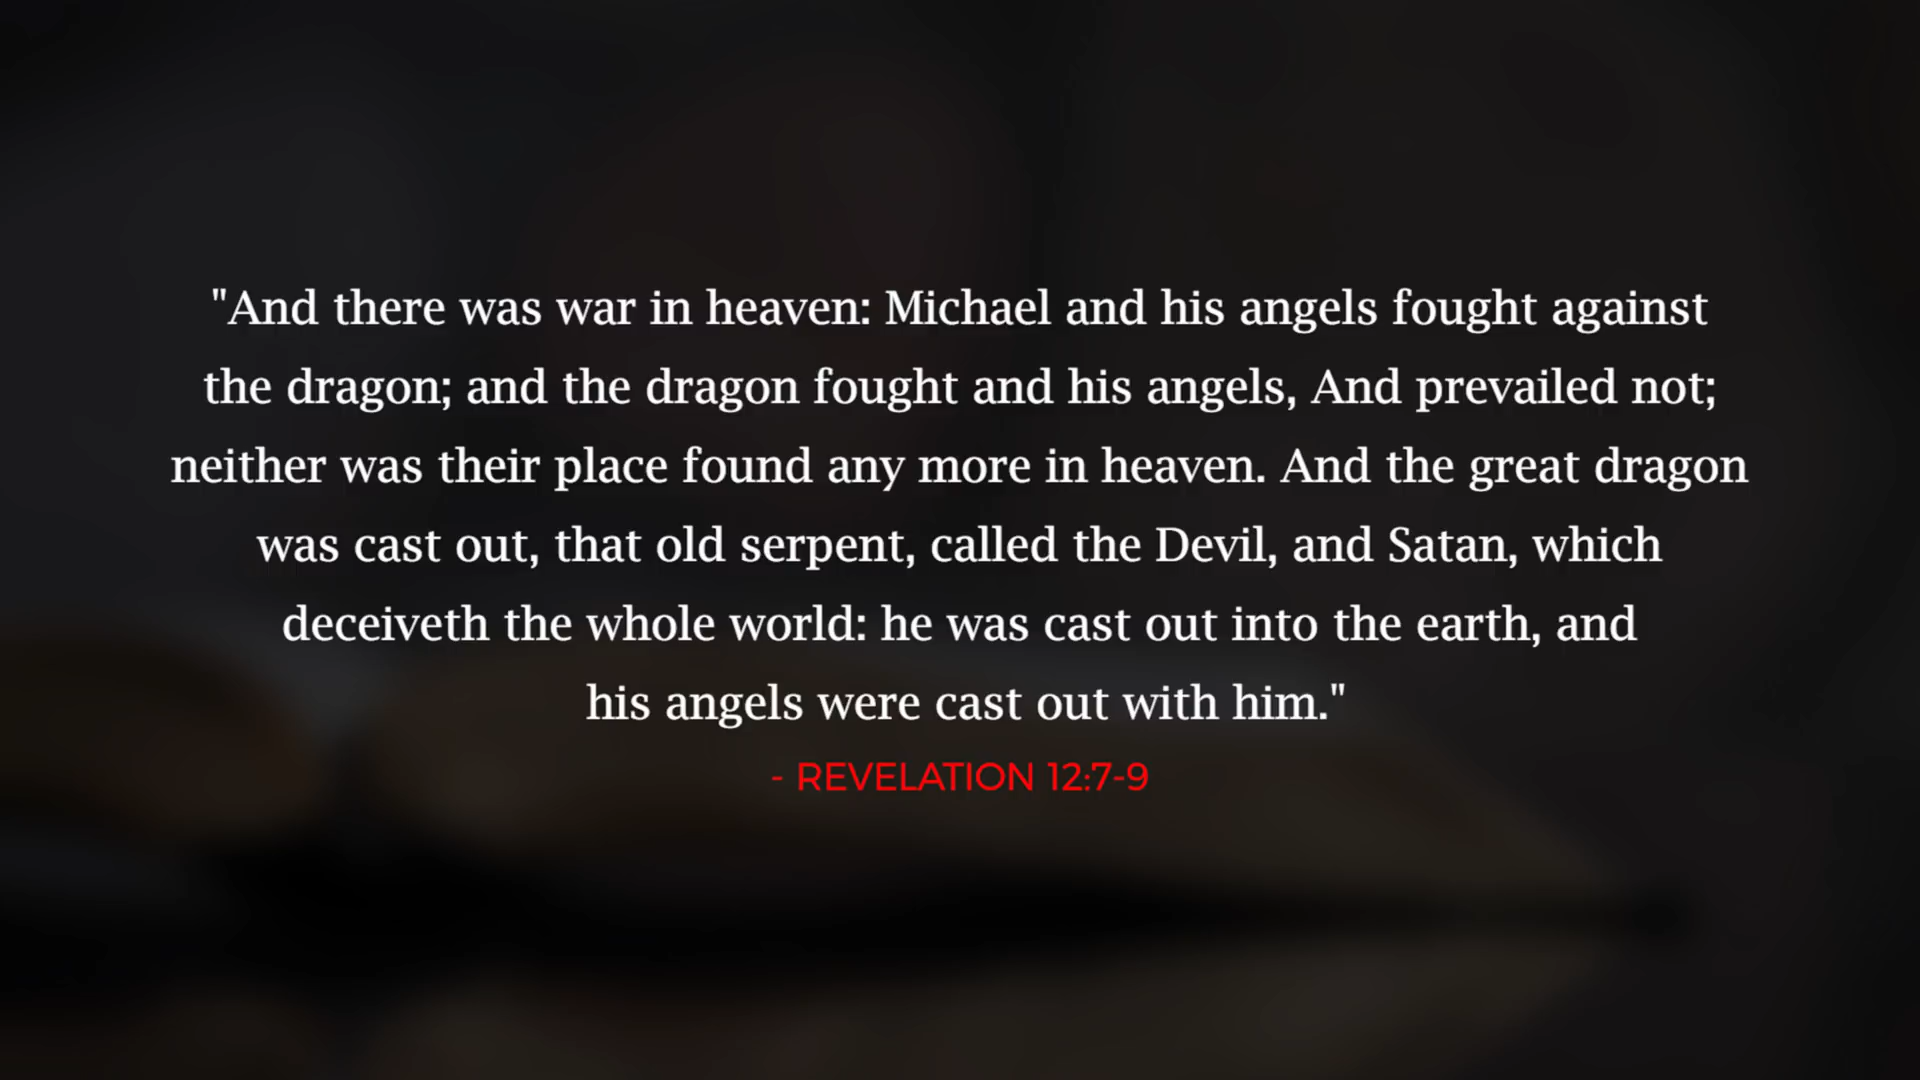 "And there was war in heaven: Michael and his angels fought against
the dragon; and the dragon fought and his angels, And prevailed not;
neither was their place found any more in heaven. And the great dragon
was cast out, that old serpent, called the Devil, and Satan, which
deceiveth the whole world: he was cast out into the earth, and
his angels were cast out with him."
- REVELATION 12:7-9